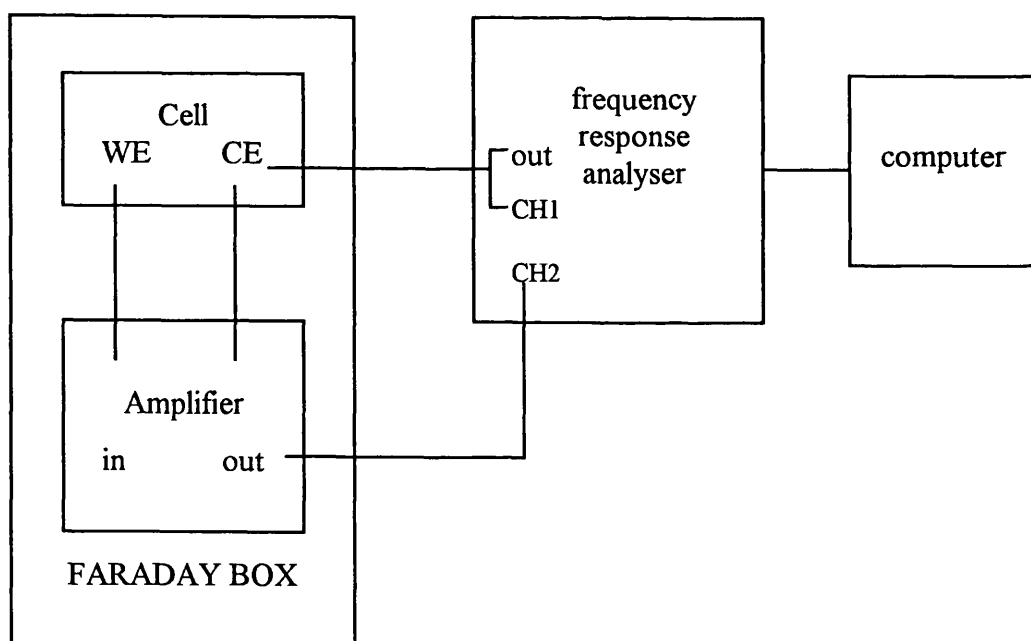 Cell
WE CE
Amplifier
in out
FARADAY BOX
frequency
response
analyser
out
CH1
CH2
computer